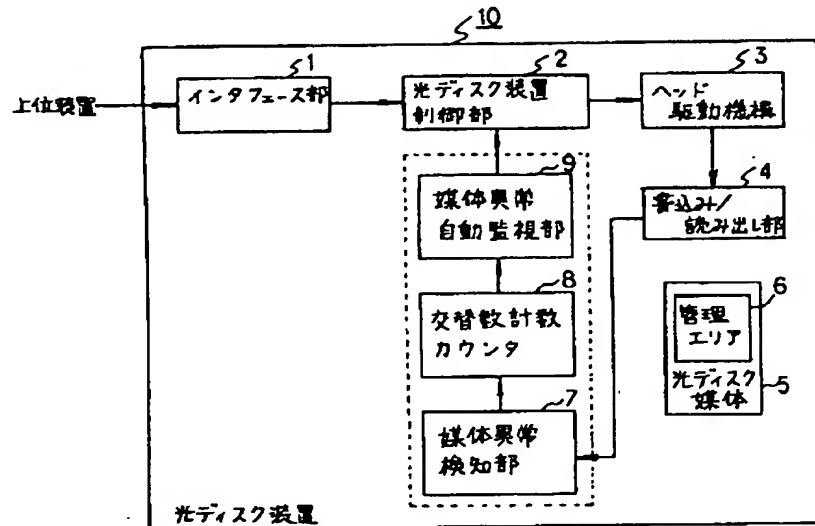 10
1
2
3
上位装置
インタフェース部
光ディスク装置
制御部
ヘッド
駆動機構
4
書込み/
読み出し部
9
媒体異常
自動監視部
8
交替数計数
カウンタ
6
管理
エリア
光ディスク
媒体
5
7
媒体異常
検知部
光ディスク装置